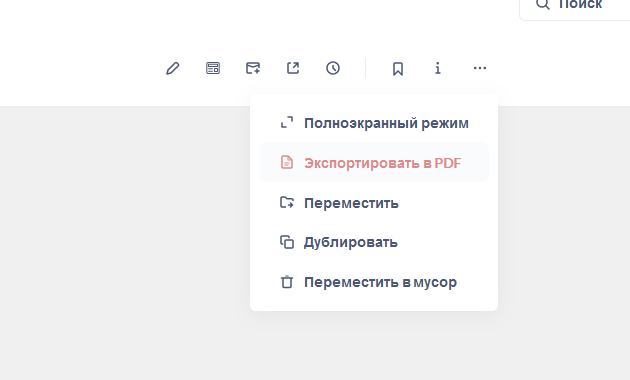 Поиск
Полноэкранный режим
Экспортировать в PDF
Переместить
Дублировать
Переместить в мусор